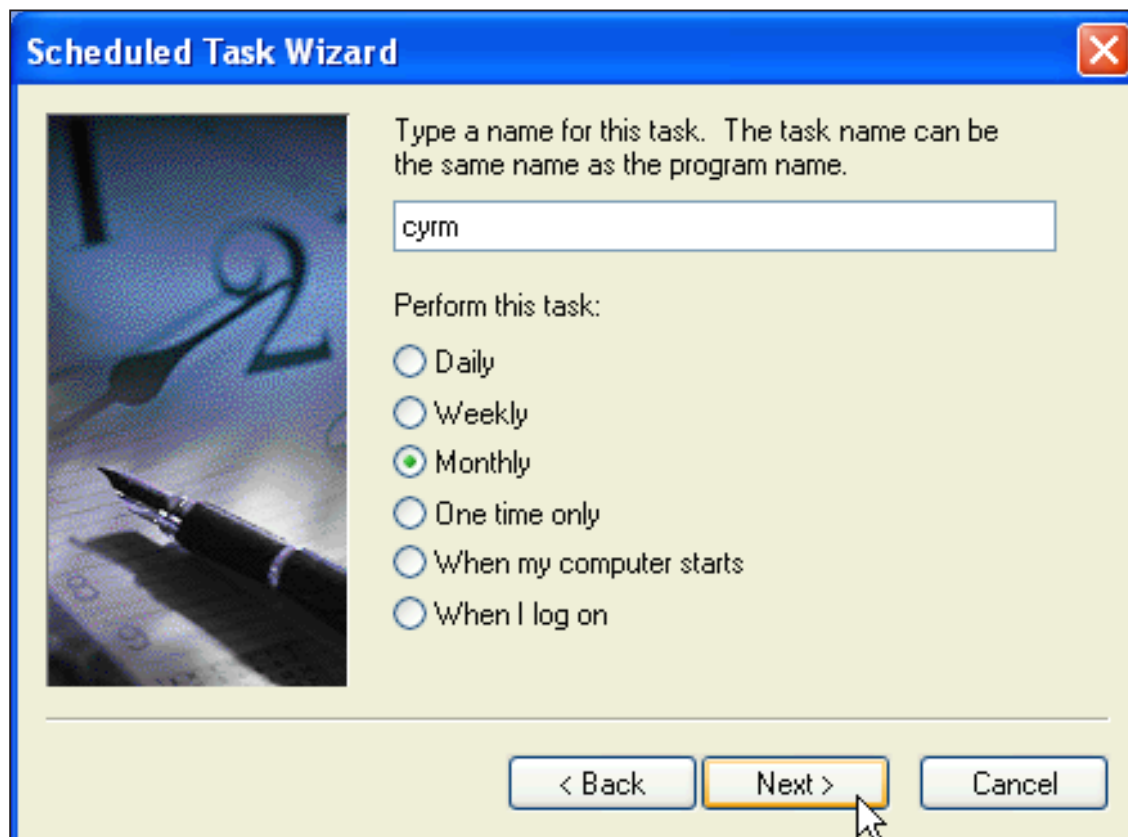 Scheduled Task Wizard
Type a name for this task. The task name can be
the same name as the program name.
cyrm
Perform this task:
Daily
Weekly
Monthly
One time only
When my computer starts
When I log on
< Back
Next >
Cancel